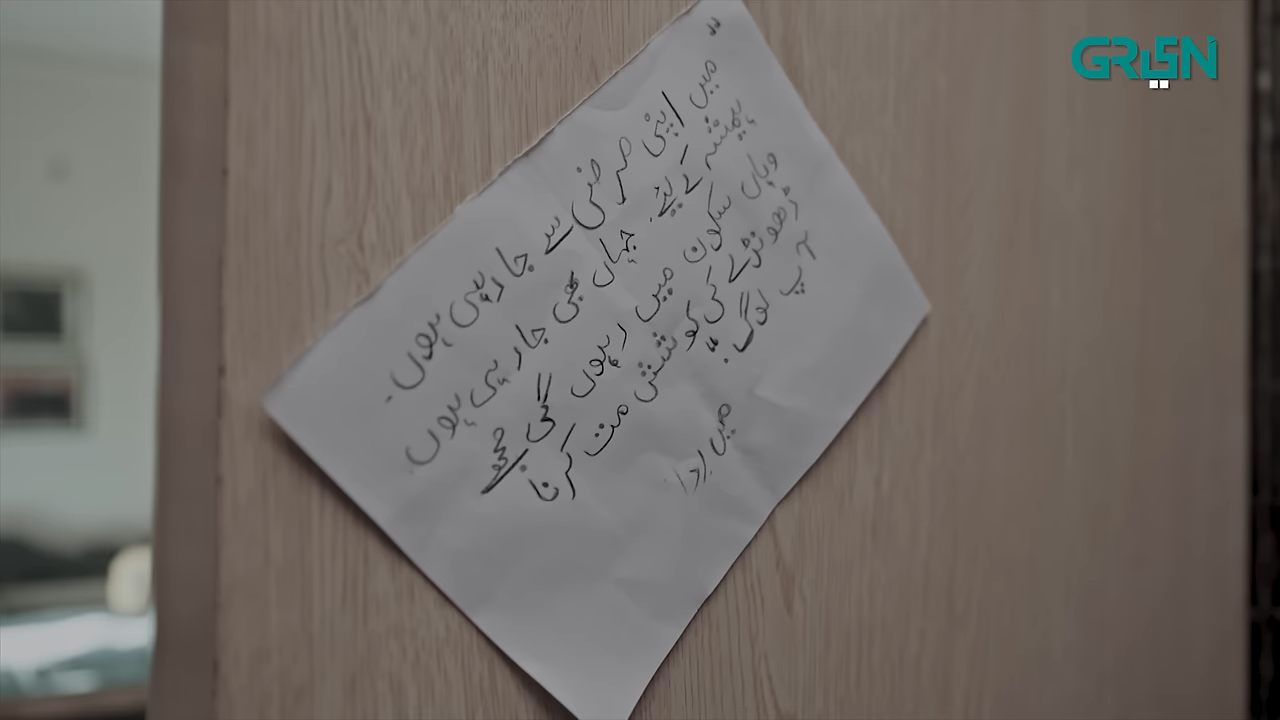 "
میں اپنی مرضی سے جا رہی ہوں۔
ہمیشہ کے لیے۔ جہاں بھی جا رہی ہوں
وہاں سکون میں رہوں گی مجھے
ڈھونڈنے کی کوشش مت کرنا
آپ لوگ۔"
GREEN